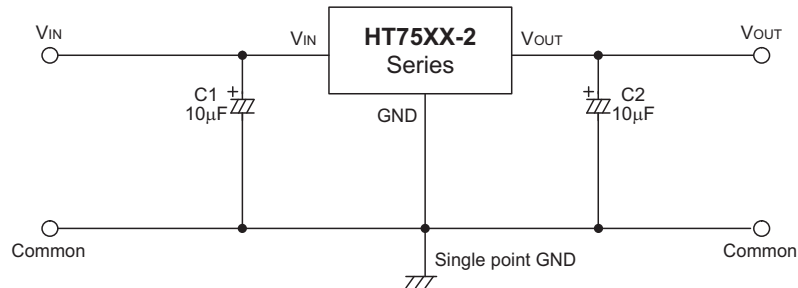 VIN
VIN
HT75XX-2
Series
VOUT
VOUT
C1
10μF
+
GND
+
C2
10μF
Common
Single point GND
Common